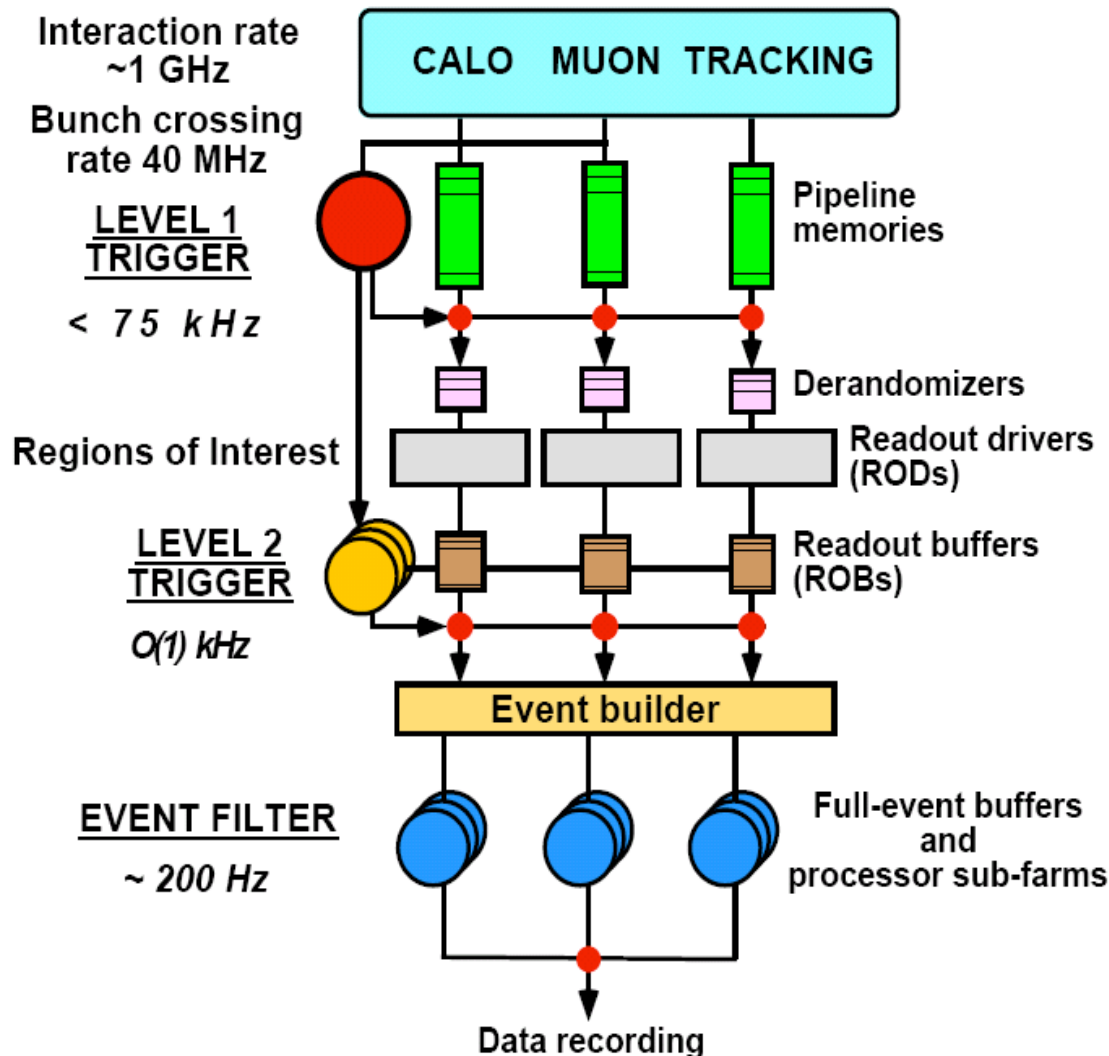 Interaction rate
~1 GHz
CALO MUON TRACKING
Bunch crossing
rate 40 MHz
LEVEL 1
TRIGGER
< 75 kHz
Pipeline
memories
Derandomizers
Regions of Interest
Readout drivers
(RODs)
LEVEL 2
TRIGGER
O(1) kHz
Readout buffers
(ROBs)
Event builder
EVENT FILTER
~ 200 Hz
Full-event buffers
and
processor sub-farms
Data recording